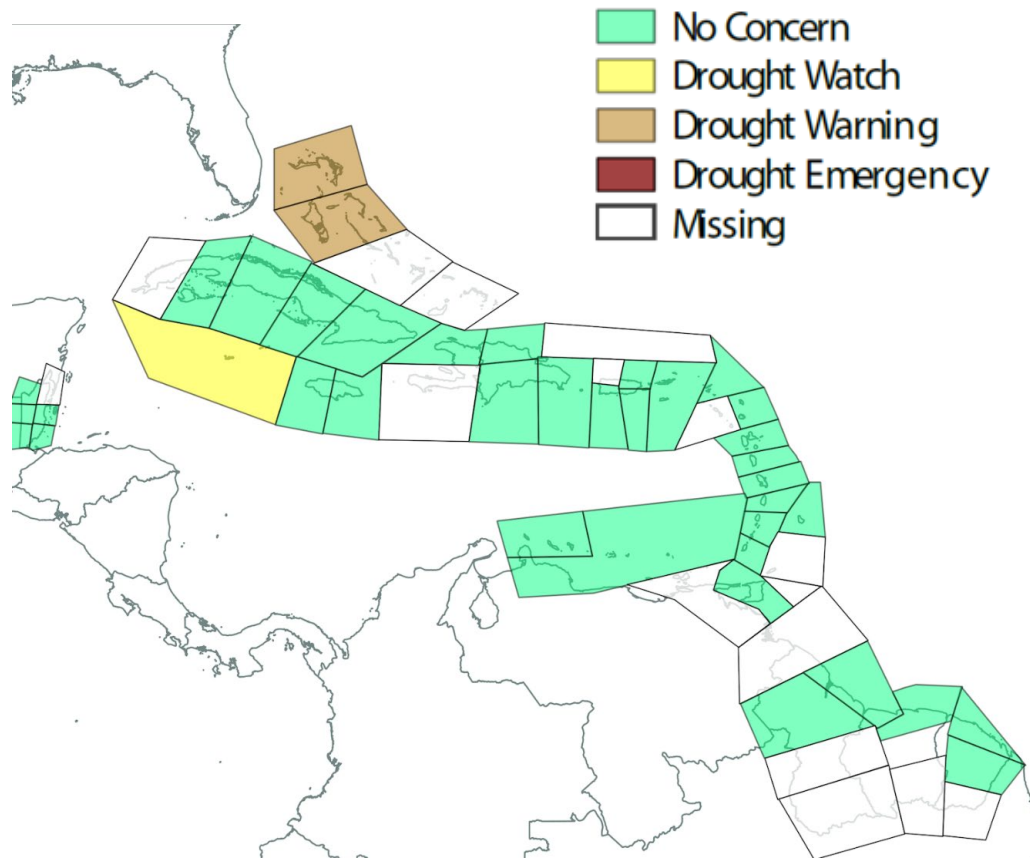 No Concern
Drought Watch
Drought Warning
Drought Emergency
Missing